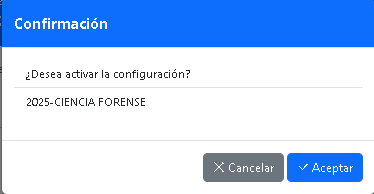 Confirmación
¿Desea activar la configuración?
2025-CIENCIA FORENSE
Cancelar
Aceptar